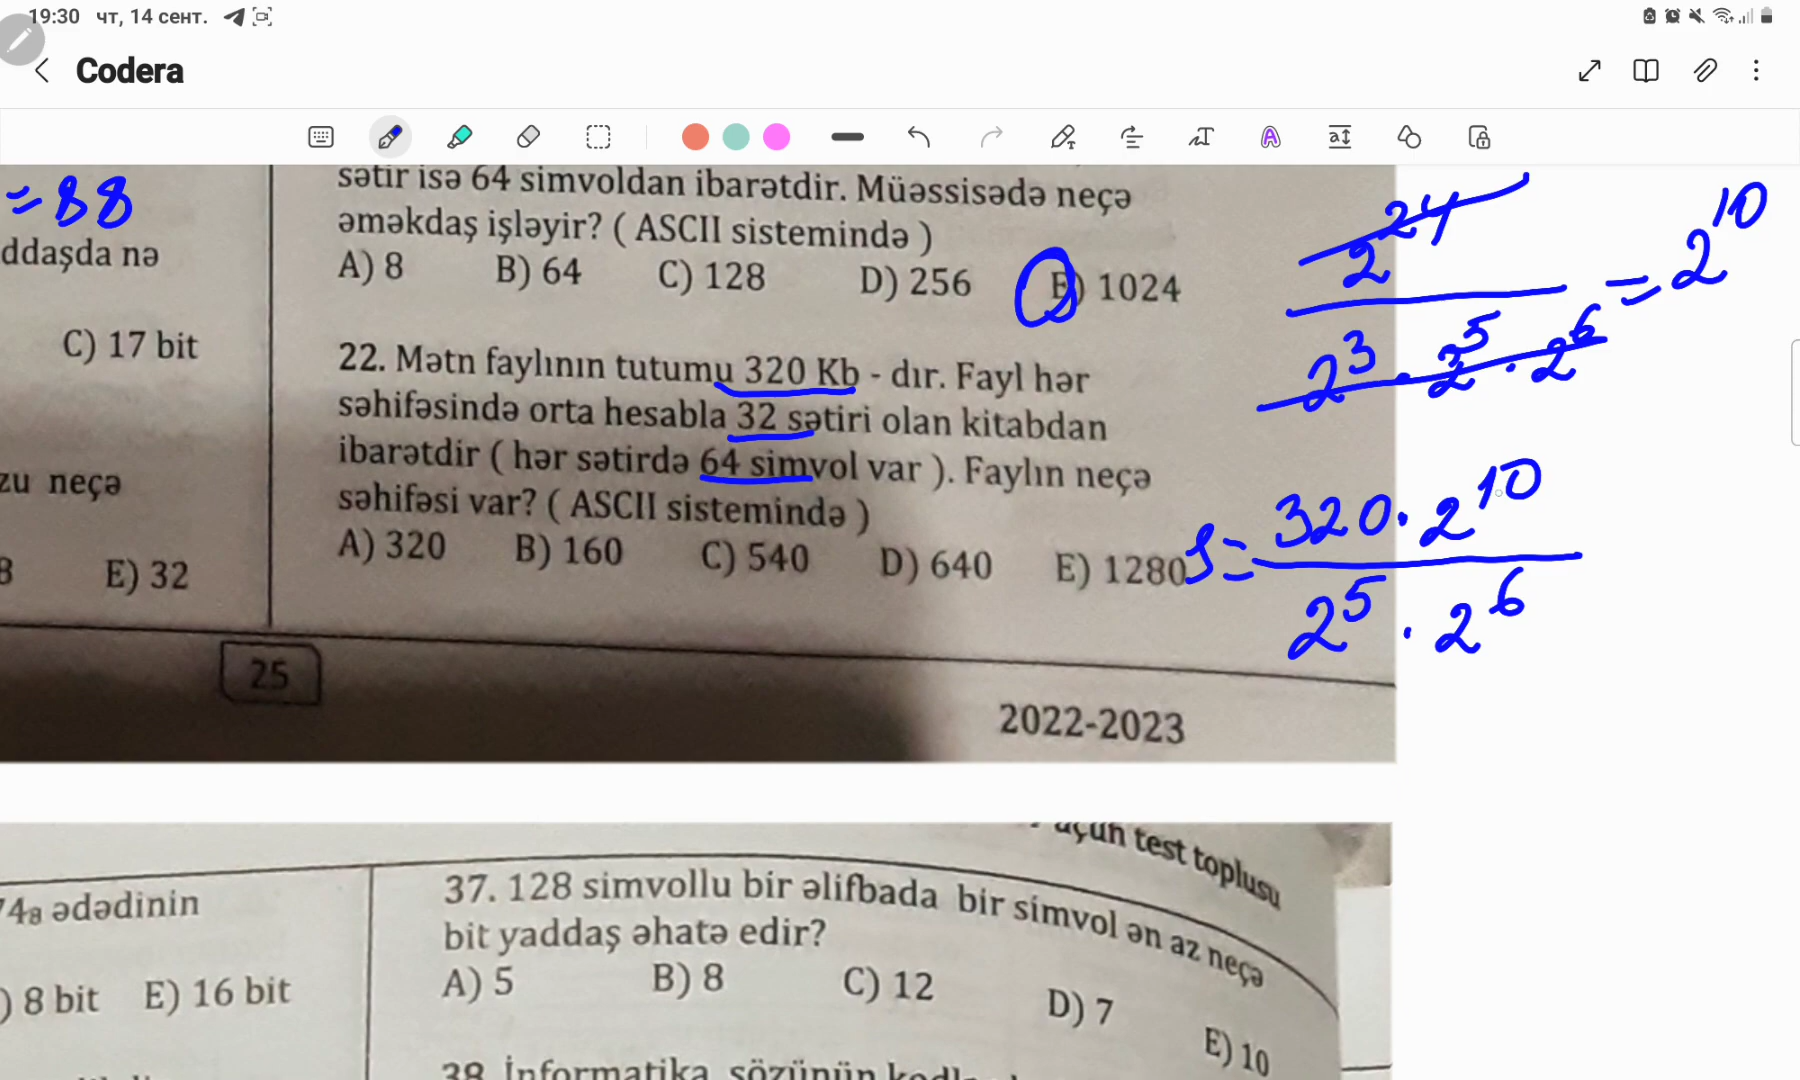 19:30 чт, 14 сент.
Codera
=88
ddaşda nə
C) 17 bit
zu neçə
E) 32
sətir isə 64 simvoldan ibarətdir. Müəssisədə neçə
əməkdaş işləyir? ( ASCII sistemində )
A) 8 B) 64 C) 128 D) 256 E) 1024
22. Mətn faylının tutumu 320 Kb - dır. Fayl hər
səhifəsində orta hesabla 32 sətiri olan kitabdan
ibarətdir ( hər sətirdə 64 simvol var ). Faylın neçə
səhifəsi var? ( ASCII sistemində )
A) 320 B) 160 C) 540 D) 640 E) 1280
2^24
2^3 · 2^5 · 2^6 = 2^10
S = 320 · 2^10
2^5 · 2^6
25
2022-2023
üçün test toplusu
74₈ ədədinin
) 8 bit E) 16 bit
37. 128 simvollu bir əlifbada bir simvol ən az neçə
bit yaddaş əhatə edir?
A) 5 B) 8 C) 12 D) 7 E) 10
38. İnformatika sözünün